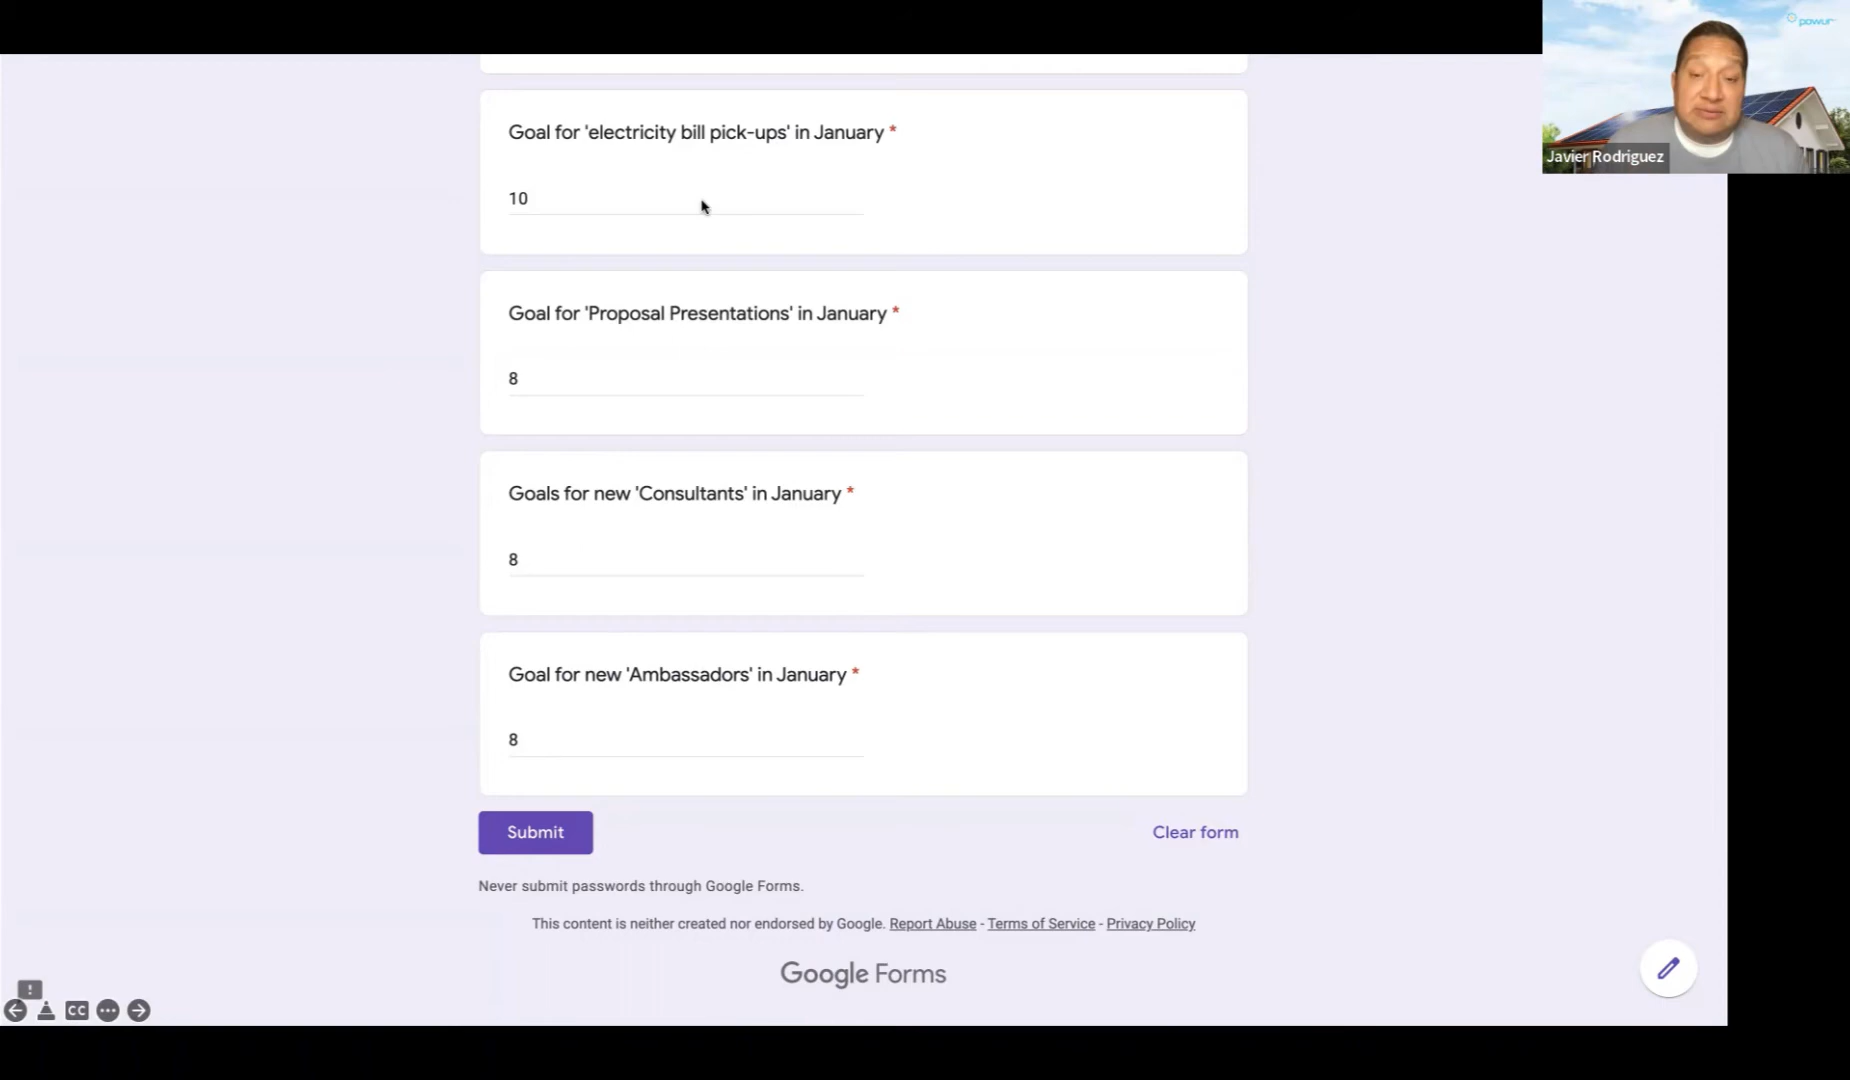 powur
Javier Rodriguez
Goal for 'electricity bill pick-ups' in January *
10
Goal for 'Proposal Presentations' in January *
8
Goals for new 'Consultants' in January *
8
Goal for new 'Ambassadors' in January *
8
Submit
Clear form
Never submit passwords through Google Forms.
This content is neither created nor endorsed by Google. Report Abuse - Terms of Service - Privacy Policy
Google Forms
!
CC